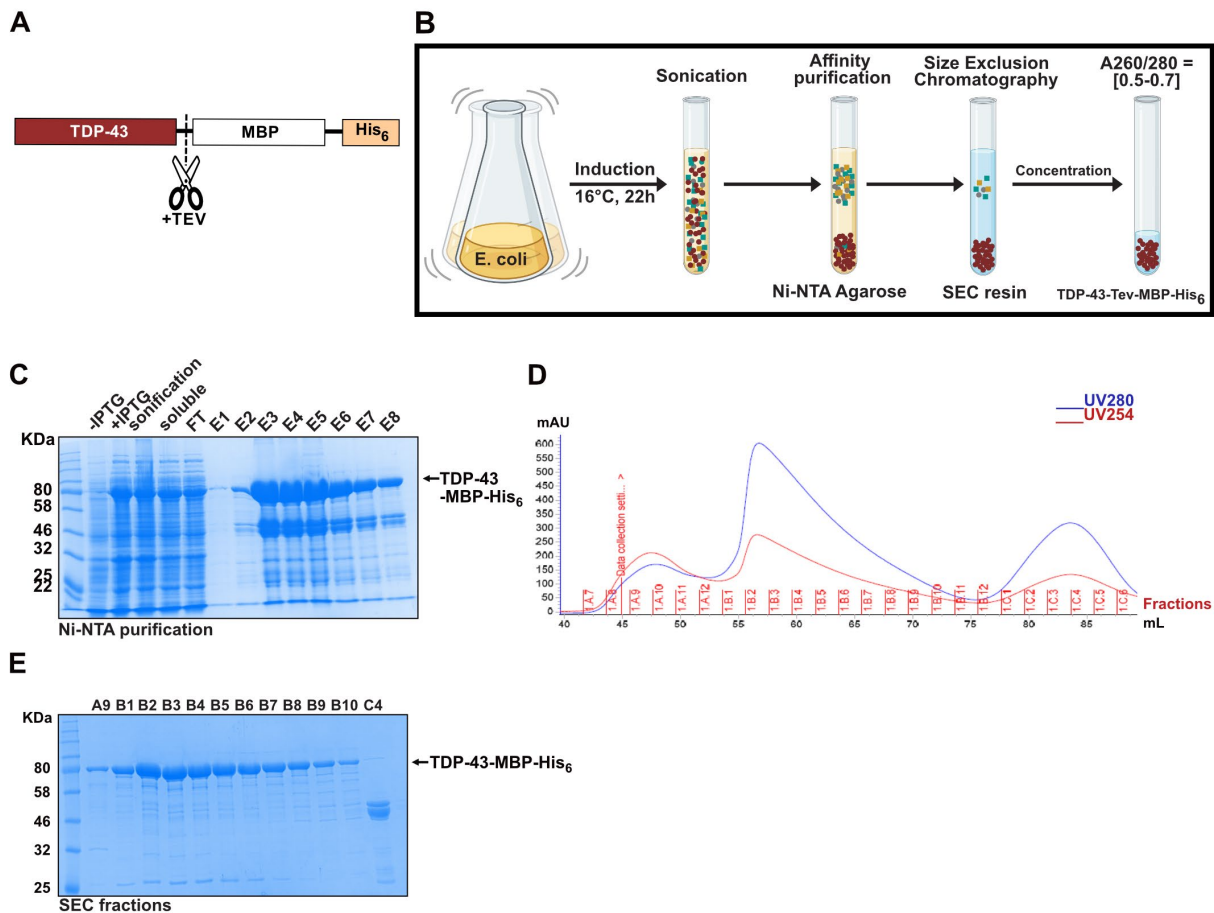 A
TDP-43
MBP
His6
+TEV
B
Sonication
Affinity
purification
Size Exclusion
Chromatography
A260/280 =
[0.5-0.7]
E. coli
Induction
16°C, 22h
Concentration
Ni-NTA Agarose
SEC resin
TDP-43-Tev-MBP-His6
C
-IPTG
+IPTG
sonification
soluble
FT
E1
E2
E3
E4
E5
E6
E7
E8
KDa
80
58
46
32
25
22
TDP-43
-MBP-His6
Ni-NTA purification
D
UV280
UV254
mAU
600
550
500
450
400
350
300
250
200
150
100
50
0
Data collection setti... >
1.A.7
1.A.8
1.A.9
1.A.10
1.A.11
1.A.12
1.B.1
1.B.2
1.B.3
1.B.4
1.B.5
1.B.6
1.B.7
1.B.8
1.B.9
1.B.10
1.B.11
1.B.12
1.C.1
1.C.2
1.C.3
1.C.4
1.C.5
1.C.6
Fractions
40 45 50 55 60 65 70 75 80 85
mL
E
KDa
A9 B1 B2 B3 B4 B5 B6 B7 B8 B9 B10 C4
80
58
46
32
25
TDP-43-MBP-His6
SEC fractions